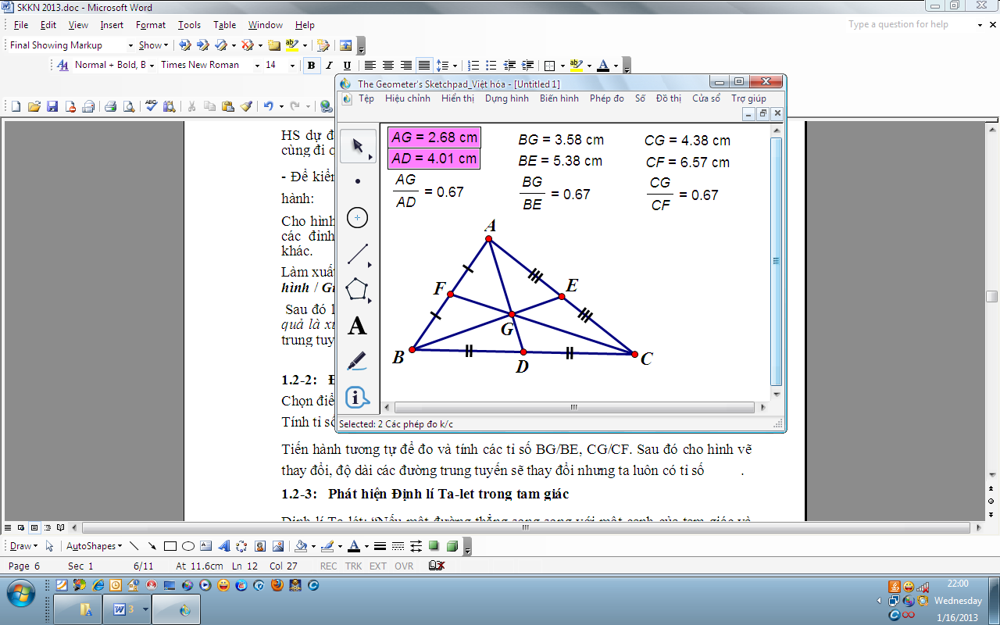 SKKN 2013.doc - Microsoft Word
File Edit View Insert Format Tools Table Window Help
Type a question for help
Final Showing Markup Show
Normal + Bold, B Times New Roman 14 B I U
The Geometer's Sketchpad_Việt hóa - [Untitled 1]
Tệp Hiệu chỉnh Hiển thị Dựng hình Biến hình Phép đo Số Đồ thị Cửa sổ Trợ giúp
AG = 2.68 cm BG = 3.58 cm CG = 4.38 cm
AD = 4.01 cm BE = 5.38 cm CF = 6.57 cm
AG BG CG
= 0.67 = 0.67 = 0.67
AD BE CF
A
F E
G
B D C
Selected: 2 Các phép đo k/c
HS dự
cùng đi
- Để
hành:
Cho hình
các đỉnh
khác.
Làm
hình /
Sau đó
quả là
trung
1.2-2:
Chọn
Tính tỉ số
Tiến hành tương tự để đo và tính các tỉ số BG/BE, CG/CF. Sau đó cho hình vẽ
thay đổi, độ dài các đường trung tuyến sẽ thay đổi nhưng ta luôn có tỉ số .
1.2-3: Phát hiện Định lí Ta-let trong tam giác
Định lí Ta-lét: “Nếu một đường thẳng song song với một cạnh của tam giác và
Draw AutoShapes
Page 6 Sec 1 6/11 At 11.6cm Ln 12 Col 27 REC TRK EXT OVR
3
22:00
Wednesday
1/16/2013